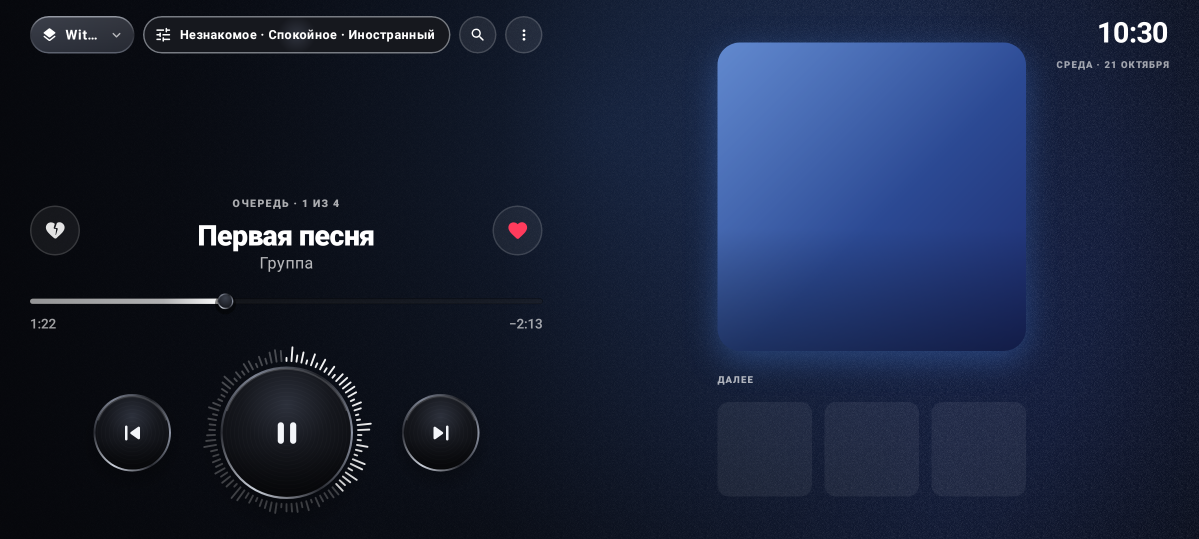 Wit…
Незнакомое · Спокойное · Иностранный
10:30
СРЕДА · 21 ОКТЯБРЯ
ОЧЕРЕДЬ · 1 ИЗ 4
Первая песня
Группа
1:22
−2:13
ДАЛЕЕ